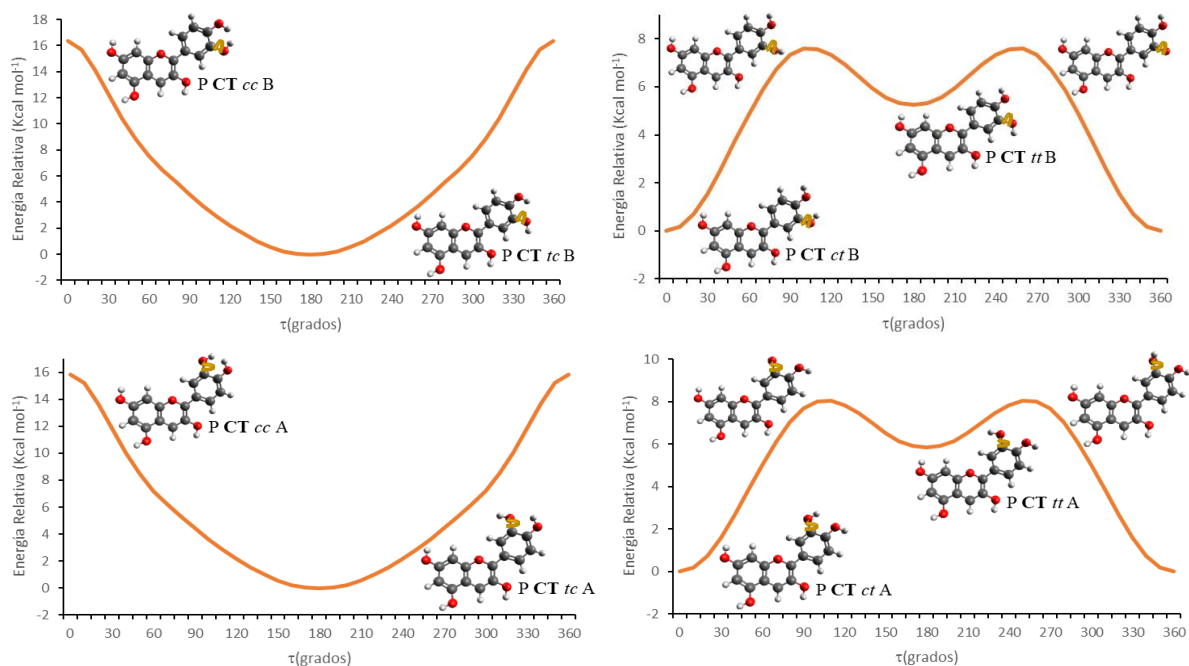 Energía Relativa (Kcal mol-1)
18
16
14
12
10
8
6
4
2
0
-2
0 30 60 90 120 150 180 210 240 270 300 330 360
τ(grados)
P CT cc B
P CT tc B
Energía Relativa (Kcal mol-1)
8
6
4
2
0
-2
0 30 60 90 120 150 180 210 240 270 300 330 360
τ(grados)
P CT tt B
P CT ct B
Energía Relativa (Kcal mol-1)
16
14
12
10
8
6
4
2
0
-2
0 30 60 90 120 150 180 210 240 270 300 330 360
τ(grados)
P CT cc A
P CT tc A
Energía Relativa (Kcal mol-1)
10
8
6
4
2
0
-2
0 30 60 90 120 150 180 210 240 270 300 330 360
τ(grados)
P CT tt A
P CT ct A